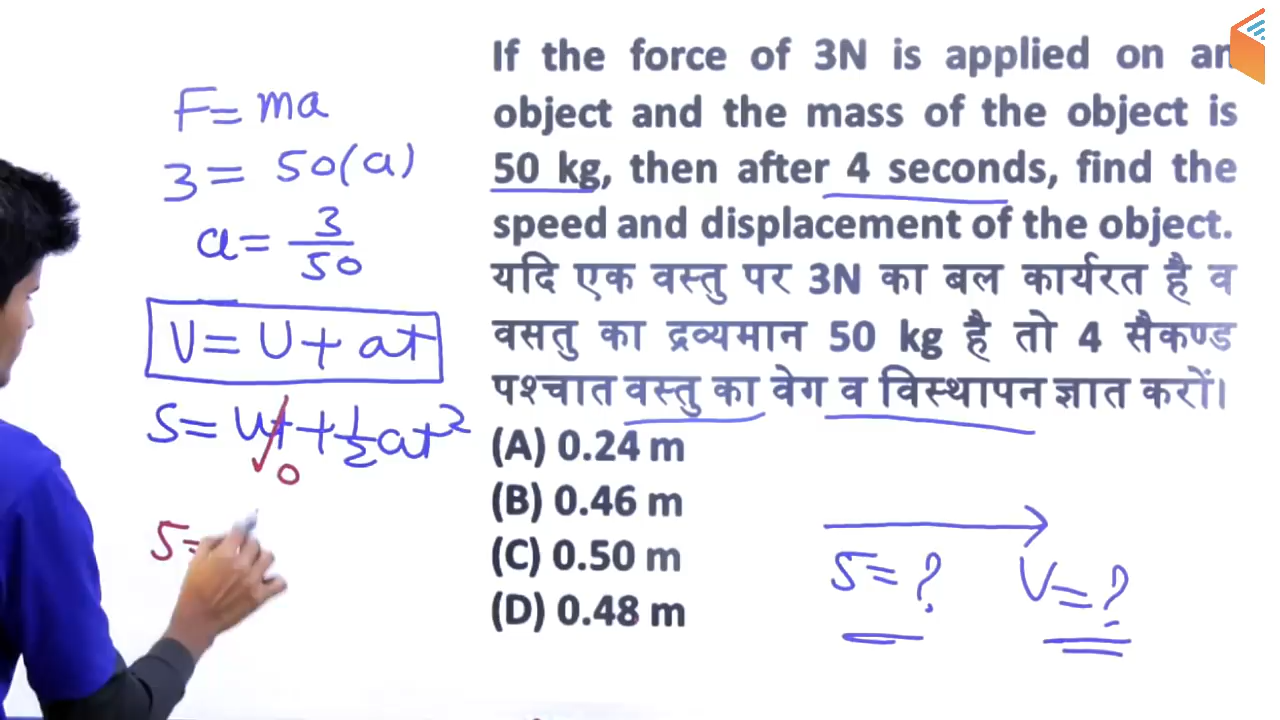 F = ma
3 = 50(a)
a = 3/50
V = U + at
S = ut + 1/2 at²
0
S =
If the force of 3N is applied on an
object and the mass of the object is
50 kg, then after 4 seconds, find the
speed and displacement of the object.
यदि एक वस्तु पर 3N का बल कार्यरत है व
वसतु का द्रव्यमान 50 kg है तो 4 सैकण्ड
पश्चात वस्तु का वेग व विस्थापन ज्ञात करों।
(A) 0.24 m
(B) 0.46 m
(C) 0.50 m
(D) 0.48 m
S = ?
V = ?